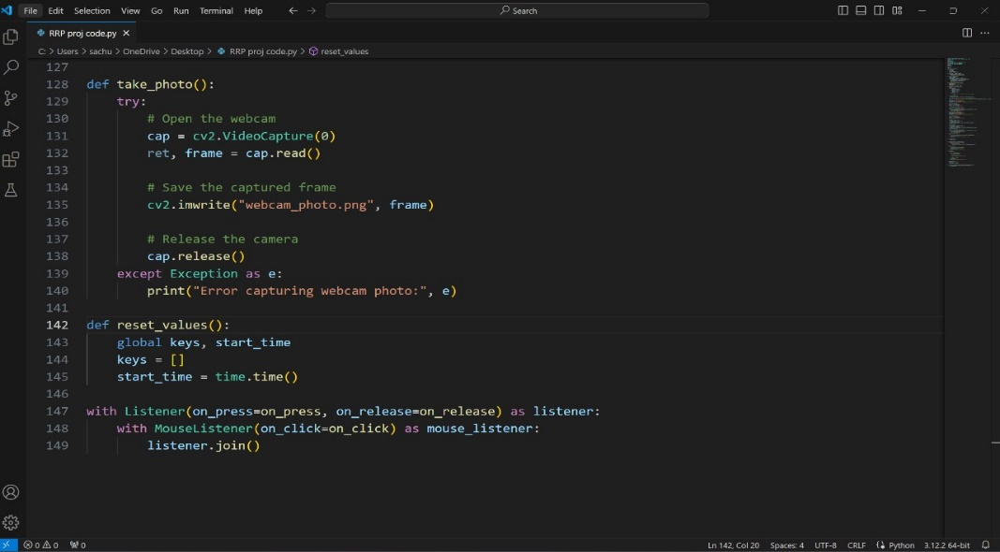 File Edit Selection View Go Run Terminal Help Search
RRP proj code.py
C: > Users > sachu > OneDrive > Desktop > RRP proj code.py > reset_values
127
128 def take_photo():
129     try:
130         # Open the webcam
131         cap = cv2.VideoCapture(0)
132         ret, frame = cap.read()
133
134         # Save the captured frame
135         cv2.imwrite("webcam_photo.png", frame)
136
137         # Release the camera
138         cap.release()
139     except Exception as e:
140         print("Error capturing webcam photo:", e)
141
142 def reset_values():
143     global keys, start_time
144     keys = []
145     start_time = time.time()
146
147 with Listener(on_press=on_press, on_release=on_release) as listener:
148     with MouseListener(on_click=on_click) as mouse_listener:
149         listener.join()
0 0 0 Ln 142, Col 20 Spaces: 4 UTF-8 CRLF Python 3.12.2 64-bit